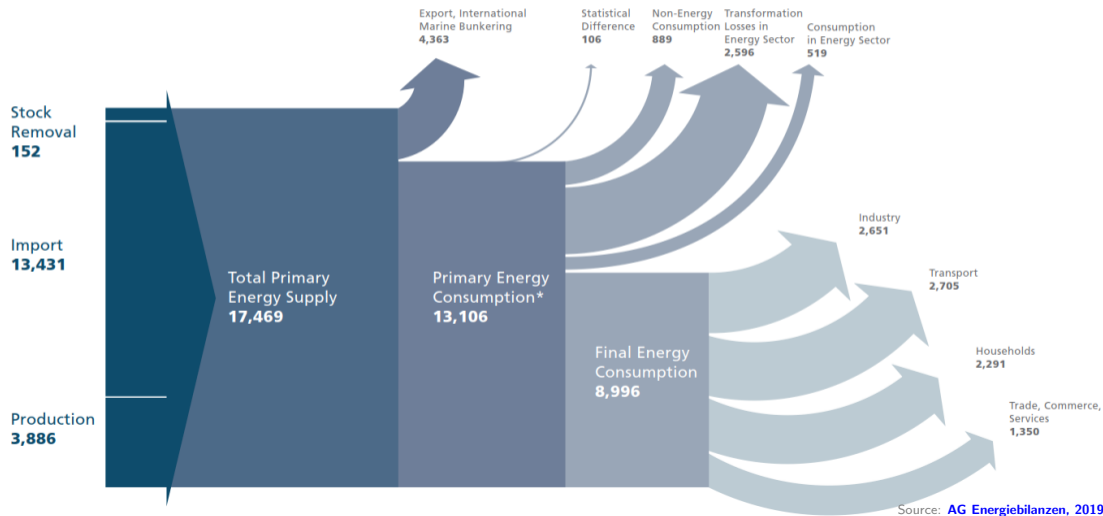 Export, International
Marine Bunkering
4,363
Statistical
Difference
106
Non-Energy
Consumption
889
Transformation
Losses in
Energy Sector
2,596
Consumption
in Energy Sector
519
Stock
Removal
152
Import
13,431
Production
3,886
Total Primary
Energy Supply
17,469
Primary Energy
Consumption*
13,106
Final Energy
Consumption
8,996
Industry
2,651
Transport
2,705
Households
2,291
Trade, Commerce,
Services
1,350
Source: AG Energiebilanzen, 2019